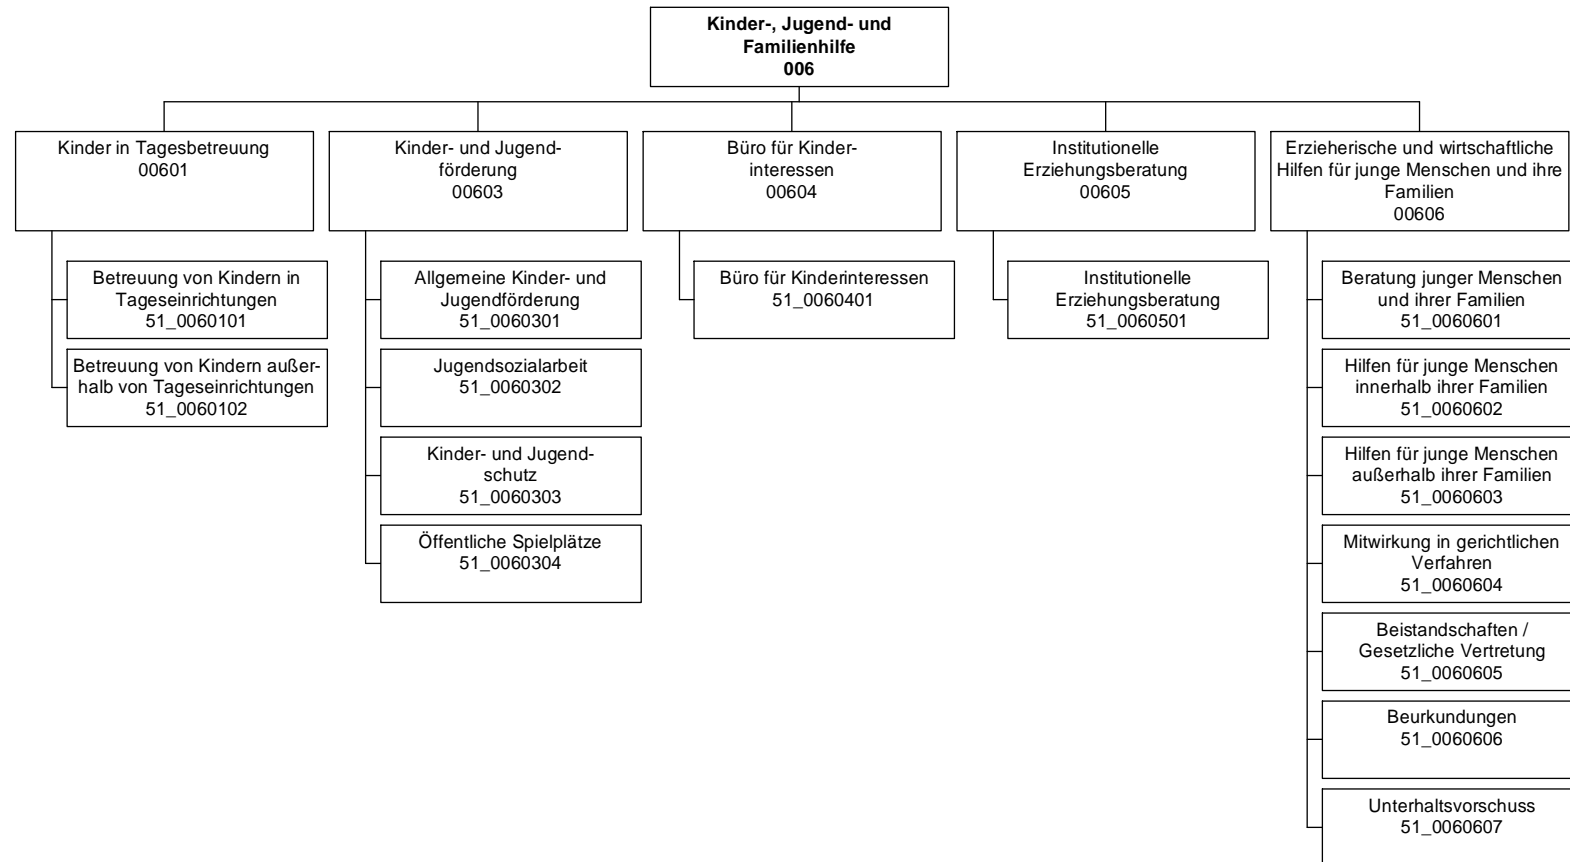 Kinder-, Jugend- und
Familienhilfe
006
Kinder in Tagesbetreuung
00601
Kinder- und Jugend-
förderung
00603
Büro für Kinder-
interessen
00604
Institutionelle
Erziehungsberatung
00605
Erzieherische und wirtschaftliche
Hilfen für junge Menschen und ihre
Familien
00606
Betreuung von Kindern in
Tageseinrichtungen
51_0060101
Betreuung von Kindern außer-
halb von Tageseinrichtungen
51_0060102
Allgemeine Kinder- und
Jugendförderung
51_0060301
Jugendsozialarbeit
51_0060302
Kinder- und Jugend-
schutz
51_0060303
Öffentliche Spielplätze
51_0060304
Büro für Kinderinteressen
51_0060401
Institutionelle
Erziehungsberatung
51_0060501
Beratung junger Menschen
und ihrer Familien
51_0060601
Hilfen für junge Menschen
innerhalb ihrer Familien
51_0060602
Hilfen für junge Menschen
außerhalb ihrer Familien
51_0060603
Mitwirkung in gerichtlichen
Verfahren
51_0060604
Beistandschaften /
Gesetzliche Vertretung
51_0060605
Beurkundungen
51_0060606
Unterhaltsvorschuss
51_0060607